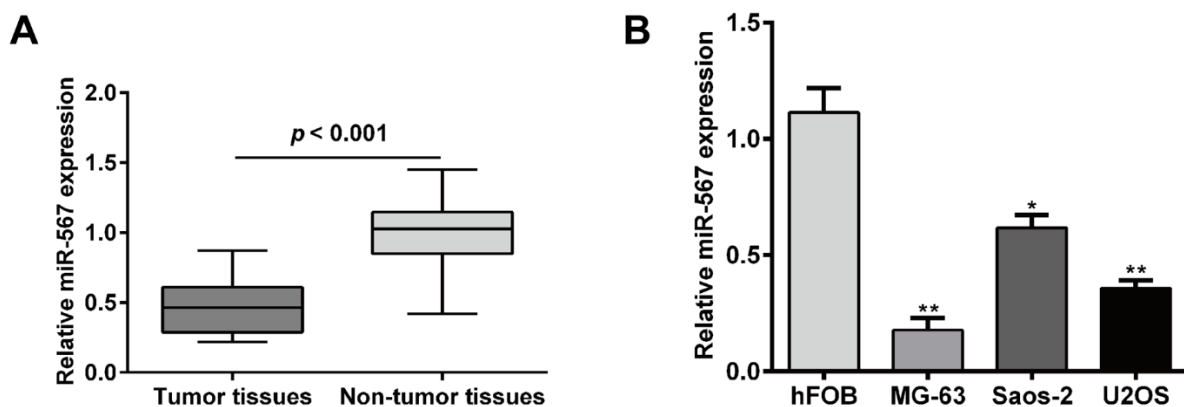 A
Relative miR-567 expression
2.0
1.5
1.0
0.5
0.0
p < 0.001
Tumor tissues
Non-tumor tissues
B
Relative miR-567 expression
1.5
1.0
0.5
0.0
**
*
**
hFOB
MG-63
Saos-2
U2OS